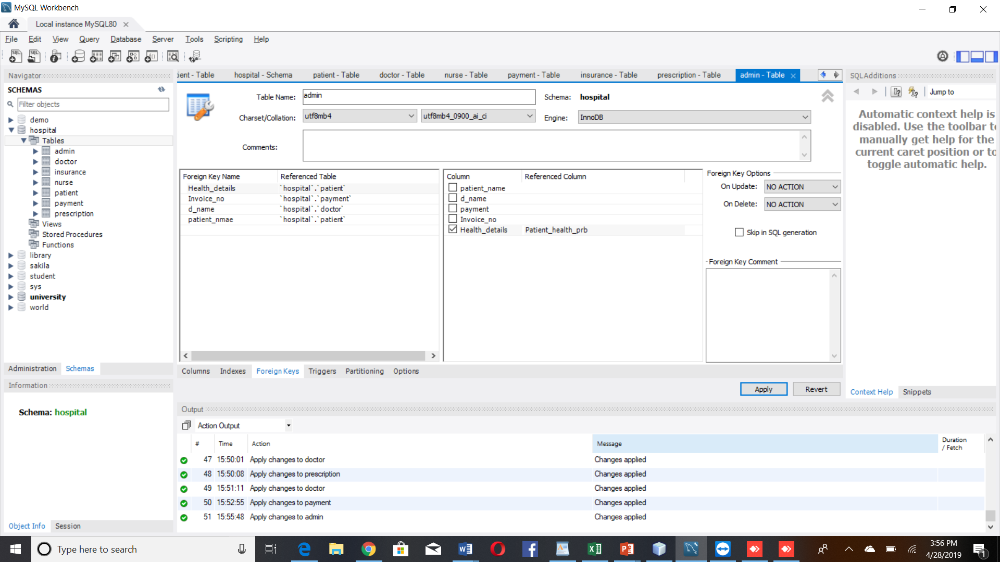 MySQL Workbench
Local instance MySQL80
File Edit View Query Database Server Tools Scripting Help
Navigator
SCHEMAS
Filter objects
demo
hospital
Tables
admin
doctor
insurance
nurse
patient
payment
prescription
Views
Stored Procedures
Functions
library
sakila
student
sys
university
world
Administration Schemas
Information
Schema: hospital
Object Info Session
ient - Table hospital - Schema patient - Table doctor - Table nurse - Table payment - Table insurance - Table prescription - Table admin - Table
Table Name: admin Schema: hospital
Charset/Collation: utf8mb4 utf8mb4_0900_ai_ci Engine: InnoDB
Comments:
Foreign Key Name Referenced Table
Health_details `hospital`.`patient`
Invoice_no `hospital`.`payment`
d_name `hospital`.`doctor`
patient_nmae `hospital`.`patient`
Column Referenced Column
patient_name
d_name
payment
Invoice_no
Health_details Patient_health_prb
Foreign Key Options
On Update: NO ACTION
On Delete: NO ACTION
Skip in SQL generation
Foreign Key Comment
Columns Indexes Foreign Keys Triggers Partitioning Options
Apply Revert
SQLAdditions
Jump to
Automatic context help is
disabled. Use the toolbar to
manually get help for the
current caret position or to
toggle automatic help.
Context Help Snippets
Output
Action Output
# Time Action Message Duration / Fetch
47 15:50:01 Apply changes to doctor Changes applied
48 15:50:08 Apply changes to prescription Changes applied
49 15:51:11 Apply changes to doctor Changes applied
50 15:52:55 Apply changes to payment Changes applied
51 15:55:48 Apply changes to admin Changes applied
Type here to search
3:56 PM
4/28/2019
1